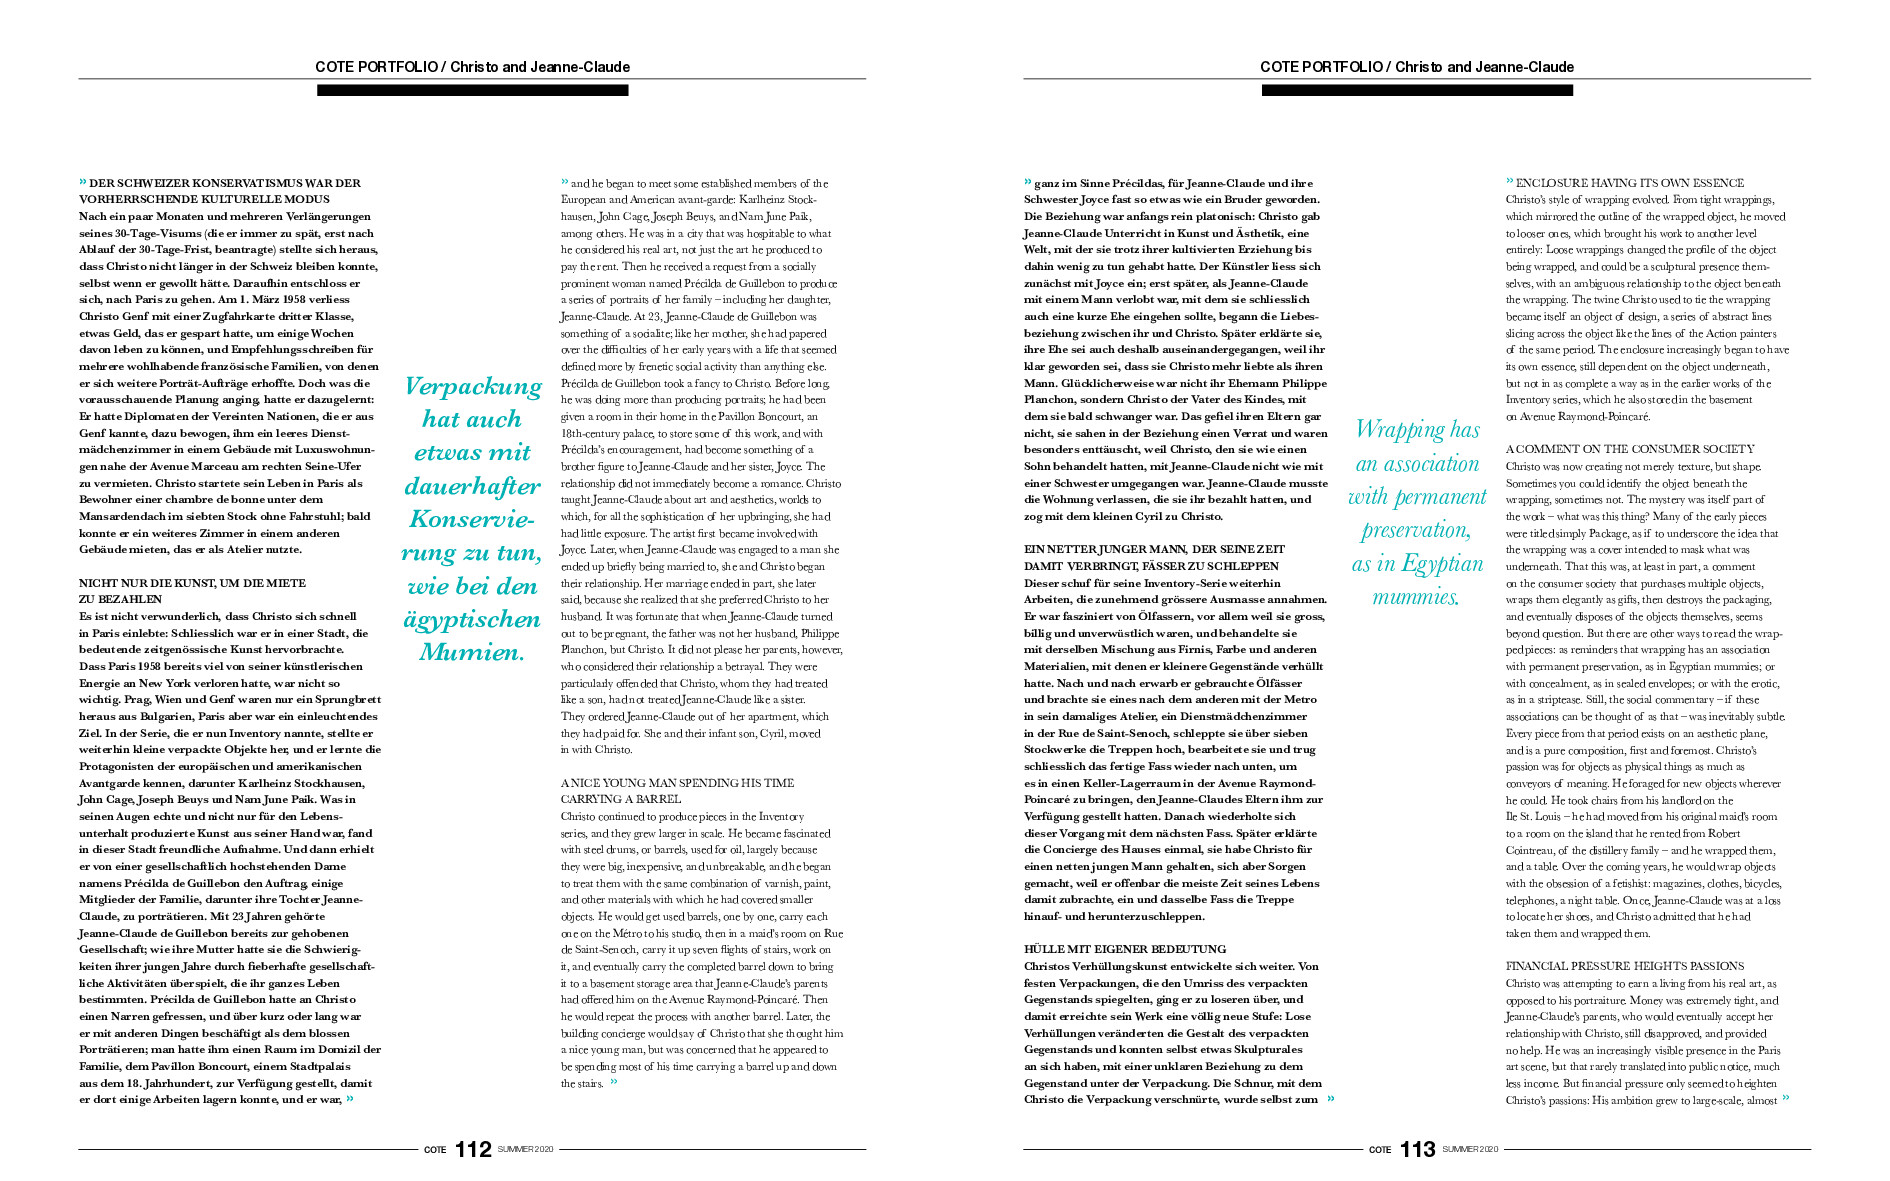 COTE PORTFOLIO / Christo and Jeanne-Claude
» DER SCHWEIZER KONSERVATISMUS WAR DER
VORHERRSCHENDE KULTURELLE MODUS
Nach ein paar Monaten und mehreren Verlängerungen
seines 30-Tage-Visums (die er immer zu spät, erst nach
Ablauf der 30-Tage-Frist, beantragte) stellte sich heraus,
dass Christo nicht länger in der Schweiz bleiben konnte,
selbst wenn er gewollt hätte. Daraufhin entschloss er
sich, nach Paris zu gehen. Am 1. März 1958 verliess
Christo Genf mit einer Zugfahrkarte dritter Klasse,
etwas Geld, das er gespart hatte, um einige Wochen
davon leben zu können, und Empfehlungsschreiben für
mehrere wohlhabende französische Familien, von denen
er sich weitere Porträt-Aufträge erhoffte. Doch was die
vorausschauende Planung anging, hatte er dazugelernt:
Er hatte Diplomaten der Vereinten Nationen, die er aus
Genf kannte, dazu bewogen, ihm ein leeres Dienst-
mädchenzimmer in einem Gebäude mit Luxuswohnun-
gen nahe der Avenue Marceau am rechten Seine-Ufer
zu vermieten. Christo startete sein Leben in Paris als
Bewohner einer chambre de bonne unter dem
Mansardendach im siebten Stock ohne Fahrstuhl; bald
konnte er ein weiteres Zimmer in einem anderen
Gebäude mieten, das er als Atelier nutzte.
NICHT NUR DIE KUNST, UM DIE MIETE
ZU BEZAHLEN
Es ist nicht verwunderlich, dass Christo sich schnell
in Paris einlebte: Schliesslich war er in einer Stadt, die
bedeutende zeitgenössische Kunst hervorbrachte.
Dass Paris 1958 bereits viel von seiner künstlerischen
Energie an New York verloren hatte, war nicht so
wichtig. Prag, Wien und Genf waren nur ein Sprungbrett
heraus aus Bulgarien, Paris aber war ein einleuchtendes
Ziel. In der Serie, die er nun Inventory nannte, stellte er
weiterhin kleine verpackte Objekte her, und er lernte die
Protagonisten der europäischen und amerikanischen
Avantgarde kennen, darunter Karlheinz Stockhausen,
John Cage, Joseph Beuys und Nam June Paik. Was in
seinen Augen echte und nicht nur für den Lebens-
unterhalt produzierte Kunst aus seiner Hand war, fand
in dieser Stadt freundliche Aufnahme. Und dann erhielt
er von einer gesellschaftlich hochstehenden Dame
namens Précilda de Guillebon den Auftrag, einige
Mitglieder der Familie, darunter ihre Tochter Jeanne-
Claude, zu porträtieren. Mit 23 Jahren gehörte
Jeanne-Claude de Guillebon bereits zur gehobenen
Gesellschaft; wie ihre Mutter hatte sie die Schwierig-
keiten ihrer jungen Jahre durch fieberhafte gesellschaft-
liche Aktivitäten überspielt, die ihr ganzes Leben
bestimmten. Précilda de Guillebon hatte an Christo
einen Narren gefressen, und über kurz oder lang war
er mit anderen Dingen beschäftigt als dem blossen
Porträtieren; man hatte ihm einen Raum im Domizil der
Familie, dem Pavillon Boncourt, einem Stadtpalais
aus dem 18. Jahrhundert, zur Verfügung gestellt, damit
er dort einige Arbeiten lagern konnte, und er war, »
Verpackung
hat auch
etwas mit
dauerhafter
Konservie-
rung zu tun,
wie bei den
ägyptischen
Mumien.
» and he began to meet some established members of the
European and American avant-garde: Karlheinz Stock-
hausen, John Cage, Joseph Beuys, and Nam June Paik,
among others. He was in a city that was hospitable to what
he considered his real art, not just the art he produced to
pay the rent. Then he received a request from a socially
prominent woman named Précilda de Guillebon to produce
a series of portraits of her family – including her daughter,
Jeanne-Claude. At 23, Jeanne-Claude de Guillebon was
something of a socialite; like her mother, she had papered
over the difficulties of her early years with a life that seemed
defined more by frenetic social activity than anything else.
Précilda de Guillebon took a fancy to Christo. Before long,
he was doing more than producing portraits; he had been
given a room in their home in the Pavillon Boncourt, an
18th-century palace, to store some of this work, and with
Précilda's encouragement, had become something of a
brother figure to Jeanne-Claude and her sister, Joyce. The
relationship did not immediately become a romance. Christo
taught Jeanne-Claude about art and aesthetics, worlds to
which, for all the sophistication of her upbringing, she had
had little exposure. The artist first became involved with
Joyce. Later, when Jeanne-Claude was engaged to a man she
ended up briefly being married to, she and Christo began
their relationship. Her marriage ended in part, she later
said, because she realized that she preferred Christo to her
husband. It was fortunate that when Jeanne-Claude turned
out to be pregnant, the father was not her husband, Philippe
Planchon, but Christo. It did not please her parents, however,
who considered their relationship a betrayal. They were
particularly offended that Christo, whom they had treated
like a son, had not treated Jeanne-Claude like a sister.
They ordered Jeanne-Claude out of her apartment, which
they had paid for. She and their infant son, Cyril, moved
in with Christo.
A NICE YOUNG MAN SPENDING HIS TIME
CARRYING A BARREL
Christo continued to produce pieces in the Inventory
series, and they grew larger in scale. He became fascinated
with steel drums, or barrels, used for oil, largely because
they were big, inexpensive, and unbreakable, and he began
to treat them with the same combination of varnish, paint,
and other materials with which he had covered smaller
objects. He would get used barrels, one by one, carry each
one on the Métro to his studio, then in a maid's room on Rue
de Saint-Senoch, carry it up seven flights of stairs, work on
it, and eventually carry the completed barrel down to bring
it to a basement storage area that Jeanne-Claude's parents
had offered him on the Avenue Raymond-Poincaré. Then
he would repeat the process with another barrel. Later, the
building concierge would say of Christo that she thought him
a nice young man, but was concerned that he appeared to
be spending most of his time carrying a barrel up and down
the stairs. »
COTE 112 SUMMER 2020
COTE PORTFOLIO / Christo and Jeanne-Claude
» ganz im Sinne Précildas, für Jeanne-Claude und ihre
Schwester Joyce fast so etwas wie ein Bruder geworden.
Die Beziehung war anfangs rein platonisch: Christo gab
Jeanne-Claude Unterricht in Kunst und Ästhetik, eine
Welt, mit der sie trotz ihrer kultivierten Erziehung bis
dahin wenig zu tun gehabt hatte. Der Künstler liess sich
zunächst mit Joyce ein; erst später, als Jeanne-Claude
mit einem Mann verlobt war, mit dem sie schliesslich
auch eine kurze Ehe eingehen sollte, begann die Liebes-
beziehung zwischen ihr und Christo. Später erklärte sie,
ihre Ehe sei auch deshalb auseinandergegangen, weil ihr
klar geworden sei, dass sie Christo mehr liebte als ihren
Mann. Glücklicherweise war nicht ihr Ehemann Philippe
Planchon, sondern Christo der Vater des Kindes, mit
dem sie bald schwanger war. Das gefiel ihren Eltern gar
nicht, sie sahen in der Beziehung einen Verrat und waren
besonders enttäuscht, weil Christo, den sie wie einen
Sohn behandelt hatten, mit Jeanne-Claude nicht wie mit
einer Schwester umgegangen war. Jeanne-Claude musste
die Wohnung verlassen, die sie ihr bezahlt hatten, und
zog mit dem kleinen Cyril zu Christo.
EIN NETTER JUNGER MANN, DER SEINE ZEIT
DAMIT VERBRINGT, FÄSSER ZU SCHLEPPEN
Dieser schuf für seine Inventory-Serie weiterhin
Arbeiten, die zunehmend grössere Ausmasse annahmen.
Er war fasziniert von Ölfassern, vor allem weil sie gross,
billig und unverwüstlich waren, und behandelte sie
mit derselben Mischung aus Firnis, Farbe und anderen
Materialien, mit denen er kleinere Gegenstände verhüllt
hatte. Nach und nach erwarb er gebrauchte Ölfässer
und brachte sie eines nach dem anderen mit der Metro
in sein damaliges Atelier, ein Dienstmädchenzimmer
in der Rue de Saint-Senoch, schleppte sie über sieben
Stockwerke die Treppen hoch, bearbeitete sie und trug
schliesslich das fertige Fass wieder nach unten, um
es in einen Keller-Lagerraum in der Avenue Raymond-
Poincaré zu bringen, den Jeanne-Claudes Eltern ihm zur
Verfügung gestellt hatten. Danach wiederholte sich
dieser Vorgang mit dem nächsten Fass. Später erklärte
die Concierge des Hauses einmal, sie habe Christo für
einen netten jungen Mann gehalten, sich aber Sorgen
gemacht, weil er offenbar die meiste Zeit seines Lebens
damit zubrachte, ein und dasselbe Fass die Treppe
hinauf- und herunterzuschleppen.
HÜLLE MIT EIGENER BEDEUTUNG
Christos Verhüllungskunst entwickelte sich weiter. Von
festen Verpackungen, die den Umriss des verpackten
Gegenstands spiegelten, ging er zu loseren über, und
damit erreichte sein Werk eine völlig neue Stufe: Lose
Verhüllungen veränderten die Gestalt des verpackten
Gegenstands und konnten selbst etwas Skulpturales
an sich haben, mit einer unklaren Beziehung zu dem
Gegenstand unter der Verpackung. Die Schnur, mit dem
Christo die Verpackung verschnürte, wurde selbst zum »
Wrapping has
an association
with permanent
preservation,
as in Egyptian
mummies.
» ENCLOSURE HAVING ITS OWN ESSENCE
Christo's style of wrapping evolved. From tight wrappings,
which mirrored the outline of the wrapped object, he moved
to looser ones, which brought his work to another level
entirely: Loose wrappings changed the profile of the object
being wrapped, and could be a sculptural presence them-
selves, with an ambiguous relationship to the object beneath
the wrapping. The twine Christo used to tie the wrapping
became itself an object of design, a series of abstract lines
slicing across the object like the lines of the Action painters
of the same period. The enclosure increasingly began to have
its own essence, still dependent on the object underneath,
but not in as complete a way as in the earlier works of the
Inventory series, which he also stored in the basement
on Avenue Raymond-Poincaré.
A COMMENT ON THE CONSUMER SOCIETY
Christo was now creating not merely texture, but shape.
Sometimes you could identify the object beneath the
wrapping, sometimes not. The mystery was itself part of
the work – what was this thing? Many of the early pieces
were titled simply Package, as if to underscore the idea that
the wrapping was a cover intended to mask what was
underneath. That this was, at least in part, a comment
on the consumer society that purchases multiple objects,
wraps them elegantly as gifts, then destroys the packaging,
and eventually disposes of the objects themselves, seems
beyond question. But there are other ways to read the wrap-
ped pieces: as reminders that wrapping has an association
with permanent preservation, as in Egyptian mummies; or
with concealment, as in sealed envelopes; or with the erotic,
as in a striptease. Still, the social commentary – if these
associations can be thought of as that – was inevitably subtle.
Every piece from that period exists on an aesthetic plane,
and is a pure composition, first and foremost. Christo's
passion was for objects as physical things as much as
conveyors of meaning. He foraged for new objects wherever
he could. He took chairs from his landlord on the
Ile St. Louis – he had moved from his original maid's room
to a room on the island that he rented from Robert
Cointreau, of the distillery family – and he wrapped them,
and a table. Over the coming years, he would wrap objects
with the obsession of a fetishist: magazines, clothes, bicycles,
telephones, a night table. Once, Jeanne-Claude was at a loss
to locate her shoes, and Christo admitted that he had
taken them and wrapped them.
FINANCIAL PRESSURE HEIGHTS PASSIONS
Christo was attempting to earn a living from his real art, as
opposed to his portraiture. Money was extremely tight, and
Jeanne-Claude's parents, who would eventually accept her
relationship with Christo, still disapproved, and provided
no help. He was an increasingly visible presence in the Paris
art scene, but that rarely translated into public notice, much
less income. But financial pressure only seemed to heighten
Christo's passions: His ambition grew to large-scale, almost »
COTE 113 SUMMER 2020